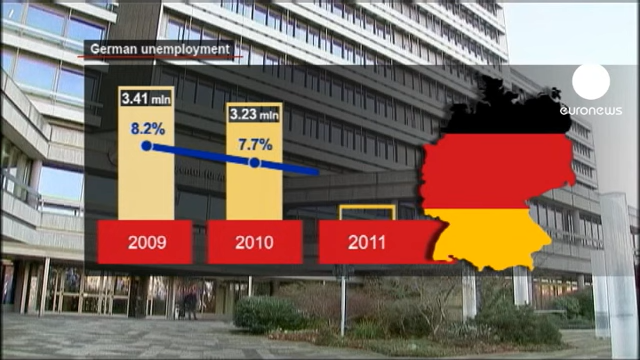 German unemployment
euronews
3.41 mln
3.23 mln
8.2%
7.7%
2009
2010
2011